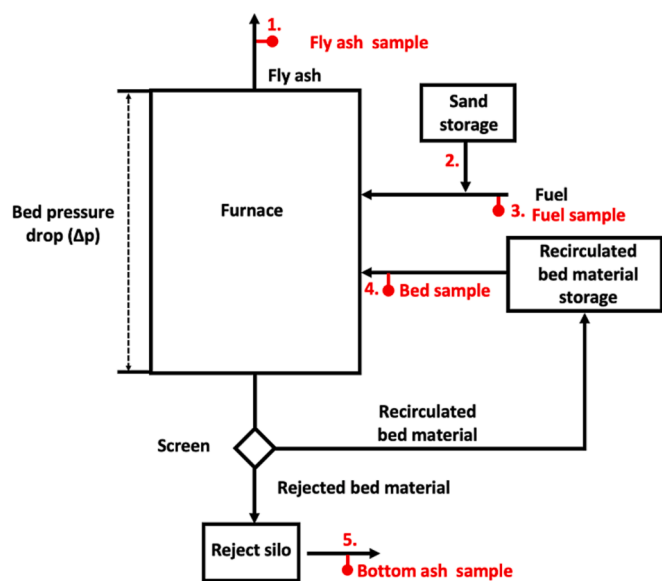 1.
Fly ash sample
Fly ash
Sand
storage
2.
Bed pressure
drop (Δp)
Furnace
Fuel
3. Fuel sample
Recirculated
bed material
storage
4. Bed sample
Recirculated
bed material
Screen
Rejected bed material
Reject silo
5.
Bottom ash sample